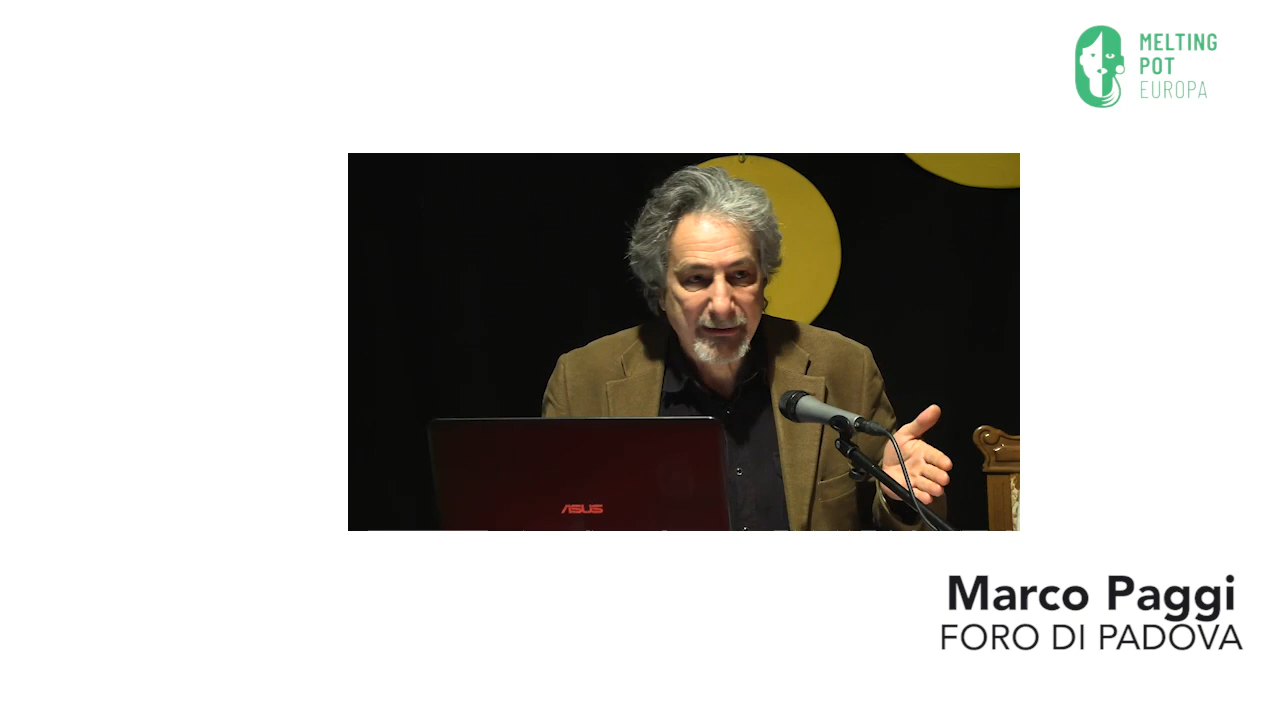 MELTING
POT
EUROPA
ASUS
Marco Paggi
FORO DI PADOVA